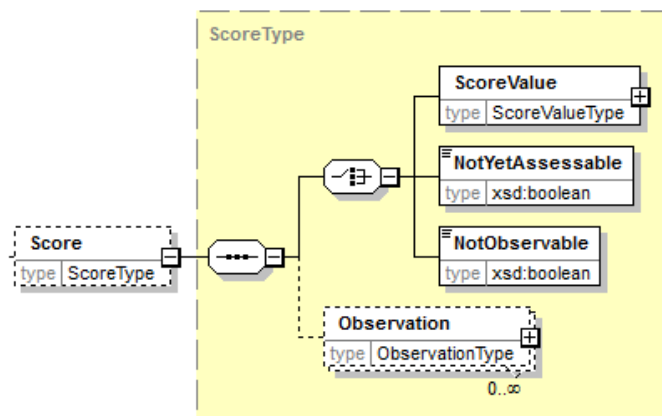 ScoreType
ScoreValue
type ScoreValueType
NotYetAssessable
type xsd:boolean
NotObservable
type xsd:boolean
Score
type ScoreType
Observation
type ObservationType
0..∞